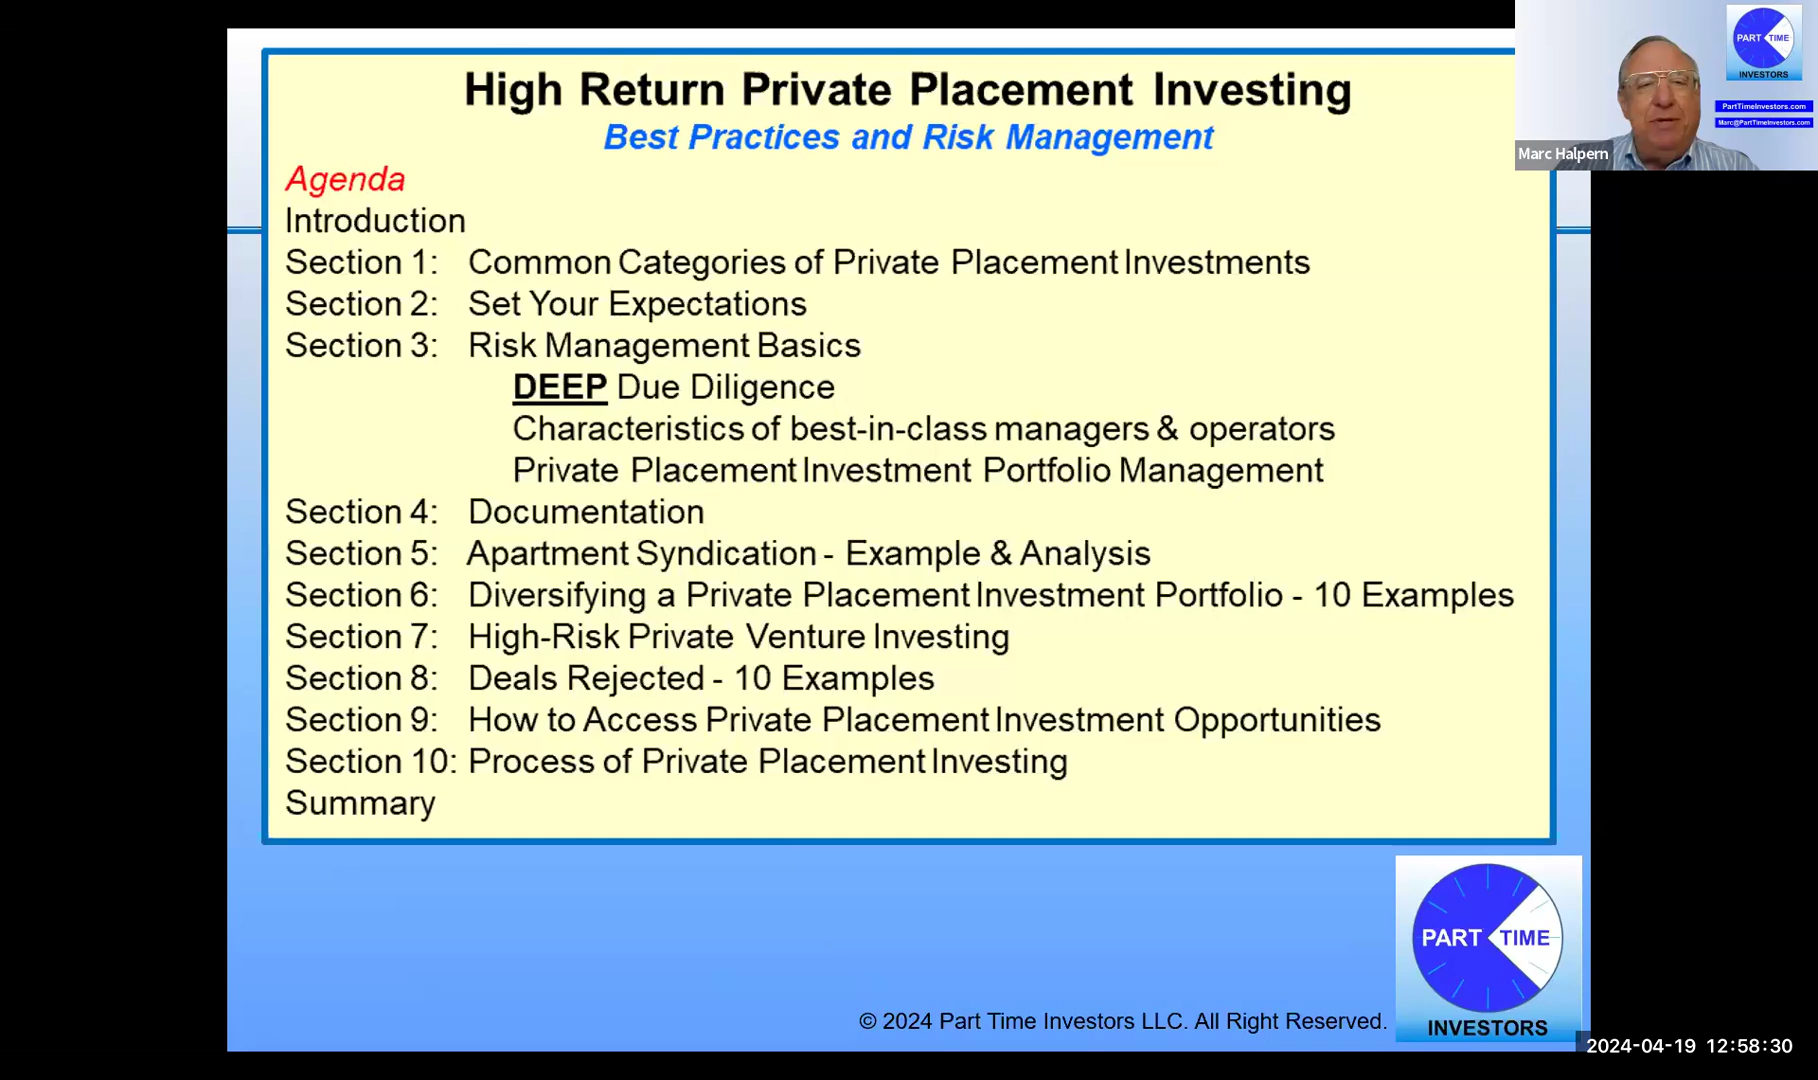 High Return Private Placement Investing
Best Practices and Risk Management
Agenda
Introduction
Section 1: Common Categories of Private Placement Investments
Section 2: Set Your Expectations
Section 3: Risk Management Basics
DEEP Due Diligence
Characteristics of best-in-class managers & operators
Private Placement Investment Portfolio Management
Section 4: Documentation
Section 5: Apartment Syndication - Example & Analysis
Section 6: Diversifying a Private Placement Investment Portfolio - 10 Examples
Section 7: High-Risk Private Venture Investing
Section 8: Deals Rejected - 10 Examples
Section 9: How to Access Private Placement Investment Opportunities
Section 10: Process of Private Placement Investing
Summary
PART TIME
INVESTORS
PartTimeInvestors.com
Marc@PartTimeInvestors.com
Marc Halpern
PART TIME
INVESTORS
© 2024 Part Time Investors LLC. All Right Reserved.
2024-04-19 12:58:30